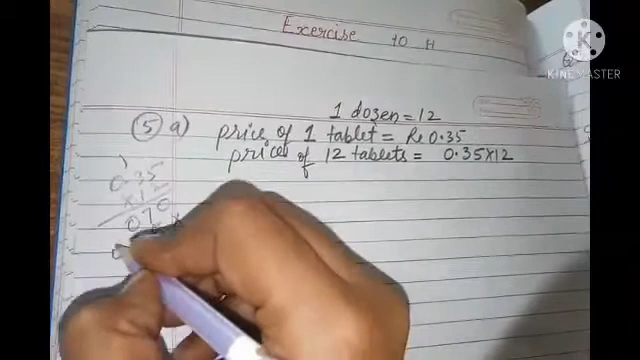 Exercise 10 H
KINEMASTER
1 dozen = 12
(5) a) price of 1 tablet = Re 0.35
price of 12 tablets = 0.35×12
0.35
×12
070